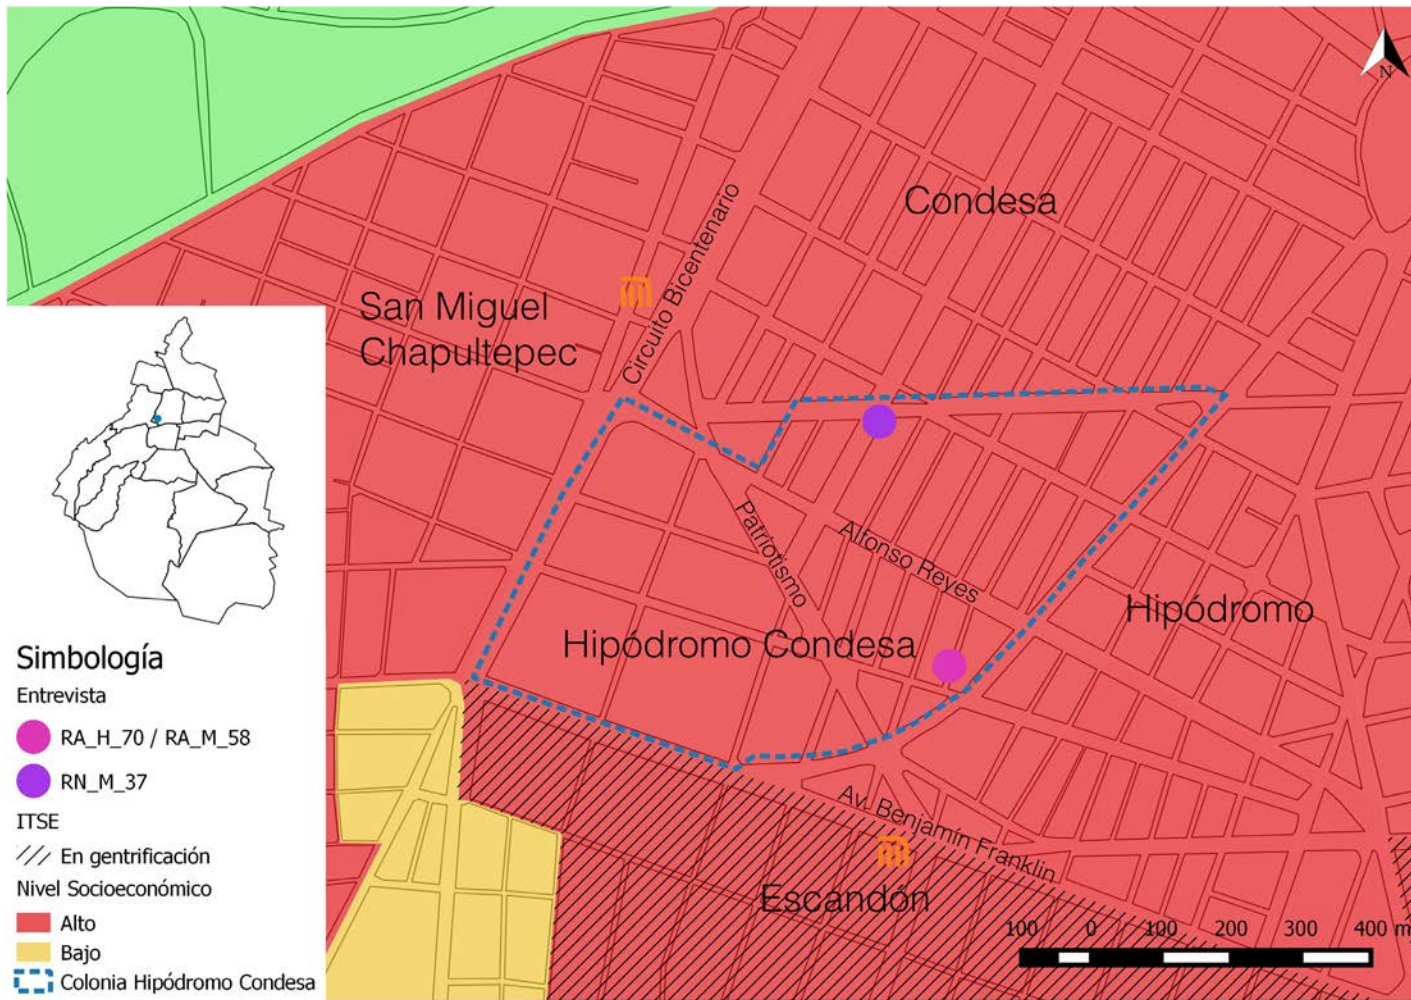 N
Condesa
Circuito Bicentenario
San Miguel
Chapultepec
Patriotismo
Alfonso Reyes
Hipódromo
Hipódromo Condesa
Av. Benjamín Franklin
Escandón
100 0 100 200 300 400 m
Simbología
Entrevista
RA_H_70 / RA_M_58
RN_M_37
ITSE
En gentrificación
Nivel Socioeconómico
Alto
Bajo
Colonia Hipódromo Condesa